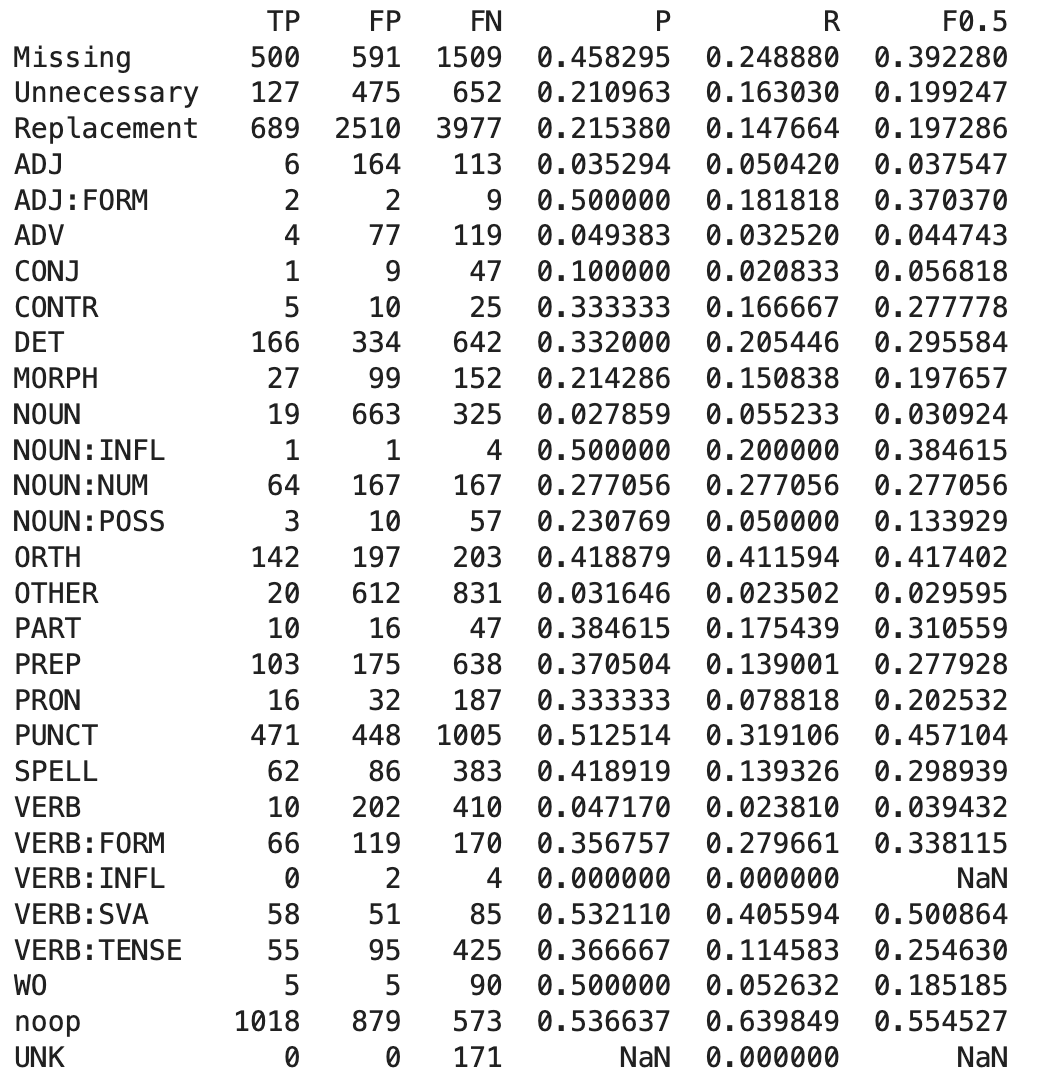 TP FP FN P R F0.5
Missing 500 591 1509 0.458295 0.248880 0.392280
Unnecessary 127 475 652 0.210963 0.163030 0.199247
Replacement 689 2510 3977 0.215380 0.147664 0.197286
ADJ 6 164 113 0.035294 0.050420 0.037547
ADJ:FORM 2 2 9 0.500000 0.181818 0.370370
ADV 4 77 119 0.049383 0.032520 0.044743
CONJ 1 9 47 0.100000 0.020833 0.056818
CONTR 5 10 25 0.333333 0.166667 0.277778
DET 166 334 642 0.332000 0.205446 0.295584
MORPH 27 99 152 0.214286 0.150838 0.197657
NOUN 19 663 325 0.027859 0.055233 0.030924
NOUN:INFL 1 1 4 0.500000 0.200000 0.384615
NOUN:NUM 64 167 167 0.277056 0.277056 0.277056
NOUN:POSS 3 10 57 0.230769 0.050000 0.133929
ORTH 142 197 203 0.418879 0.411594 0.417402
OTHER 20 612 831 0.031646 0.023502 0.029595
PART 10 16 47 0.384615 0.175439 0.310559
PREP 103 175 638 0.370504 0.139001 0.277928
PRON 16 32 187 0.333333 0.078818 0.202532
PUNCT 471 448 1005 0.512514 0.319106 0.457104
SPELL 62 86 383 0.418919 0.139326 0.298939
VERB 10 202 410 0.047170 0.023810 0.039432
VERB:FORM 66 119 170 0.356757 0.279661 0.338115
VERB:INFL 0 2 4 0.000000 0.000000 NaN
VERB:SVA 58 51 85 0.532110 0.405594 0.500864
VERB:TENSE 55 95 425 0.366667 0.114583 0.254630
WO 5 5 90 0.500000 0.052632 0.185185
noop 1018 879 573 0.536637 0.639849 0.554527
UNK 0 0 171 NaN 0.000000 NaN